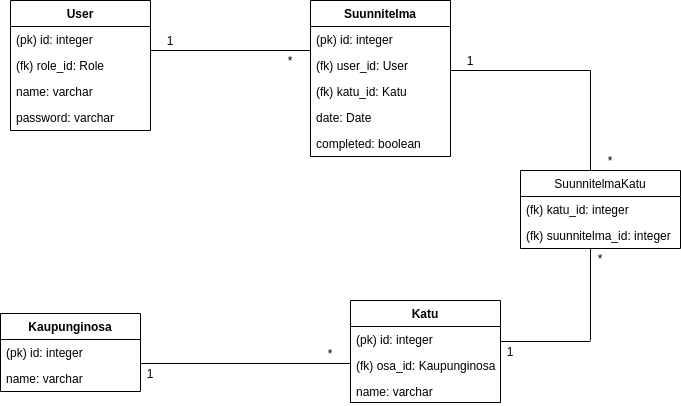 User
(pk) id: integer
(fk) role_id: Role
name: varchar
password: varchar
1
*
Suunnitelma
(pk) id: integer
(fk) user_id: User
(fk) katu_id: Katu
date: Date
completed: boolean
1
*
SuunnitelmaKatu
(fk) katu_id: integer
(fk) suunnitelma_id: integer
*
1
Kaupunginosa
(pk) id: integer
name: varchar
1
*
Katu
(pk) id: integer
(fk) osa_id: Kaupunginosa
name: varchar